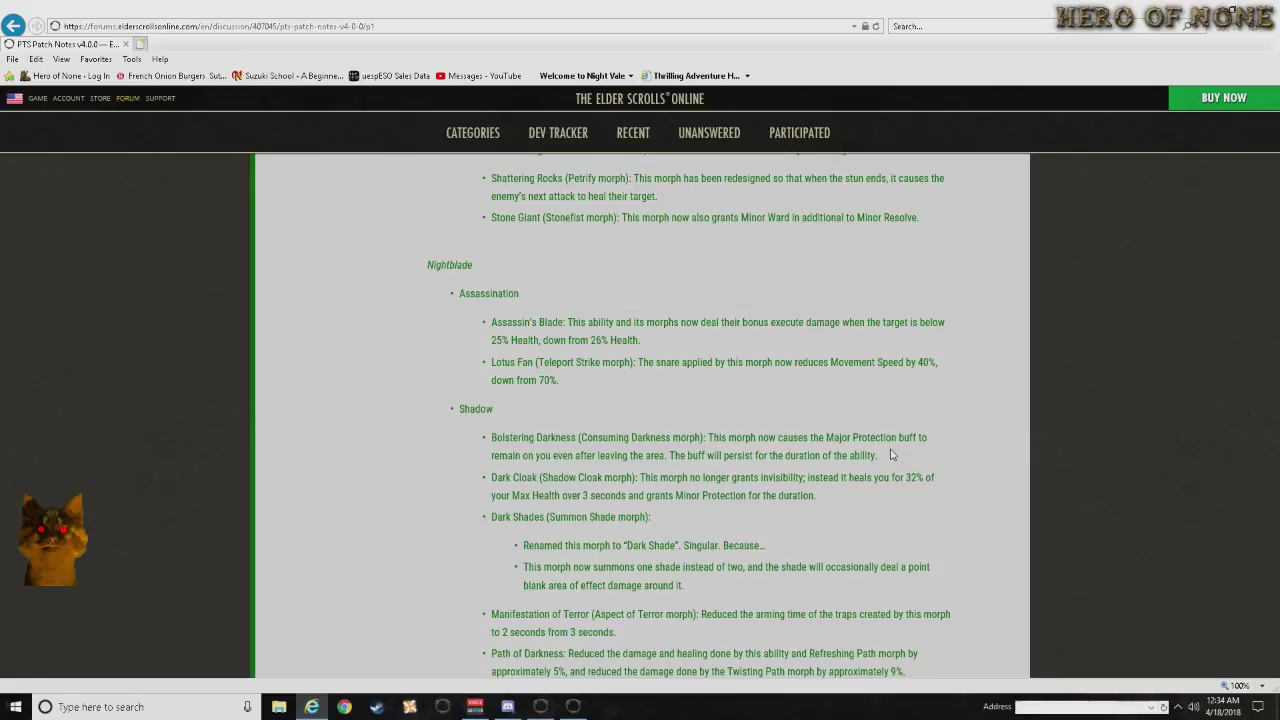 HERO OF NONE
https://forums.elderscrollsonline.com/en/discussion/407045/pts-patch-notes-v4-0-0/p1
Search...
PTS Patch Notes v4.0.0 — E...
File Edit View Favorites Tools Help
Hero of None - Log In French Onion Burgers Sut... Suzuki School - A Beginne... uespESO Sales Data Messages - YouTube Welcome to Night Vale Thrilling Adventure H...
GAME ACCOUNT STORE FORUM SUPPORT
THE ELDER SCROLLS ONLINE
BUY NOW
CATEGORIES DEV TRACKER RECENT UNANSWERED PARTICIPATED
• Shattering Rocks (Petrify morph): This morph has been redesigned so that when the stun ends, it causes the
enemy's next attack to heal their target.
• Stone Giant (Stonefist morph): This morph now also grants Minor Ward in additional to Minor Resolve.
Nightblade
• Assassination
• Assassin's Blade: This ability and its morphs now deal their bonus execute damage when the target is below
25% Health, down from 26% Health.
• Lotus Fan (Teleport Strike morph): The snare applied by this morph now reduces Movement Speed by 40%,
down from 70%.
• Shadow
• Bolstering Darkness (Consuming Darkness morph): This morph now causes the Major Protection buff to
remain on you even after leaving the area. The buff will persist for the duration of the ability.
• Dark Cloak (Shadow Cloak morph): This morph no longer grants invisibility; instead it heals you for 32% of
your Max Health over 3 seconds and grants Minor Protection for the duration.
• Dark Shades (Summon Shade morph):
• Renamed this morph to "Dark Shade". Singular. Because...
• This morph now summons one shade instead of two, and the shade will occasionally deal a point
blank area of effect damage around it.
• Manifestation of Terror (Aspect of Terror morph): Reduced the arming time of the traps created by this morph
to 2 seconds from 3 seconds.
• Path of Darkness: Reduced the damage and healing done by this ability and Refreshing Path morph by
approximately 5%, and reduced the damage done by the Twisting Path morph by approximately 9%.
100%
Type here to search
Address
12:34 AM
4/18/2018